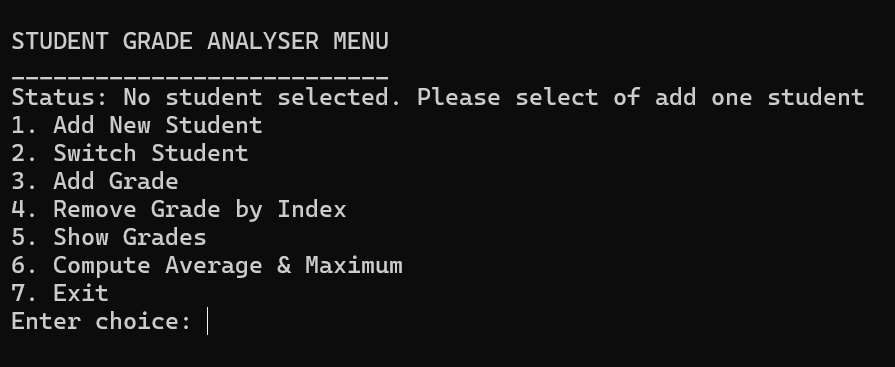 STUDENT GRADE ANALYSER MENU
___________________________
Status: No student selected. Please select of add one student
1. Add New Student
2. Switch Student
3. Add Grade
4. Remove Grade by Index
5. Show Grades
6. Compute Average & Maximum
7. Exit
Enter choice: